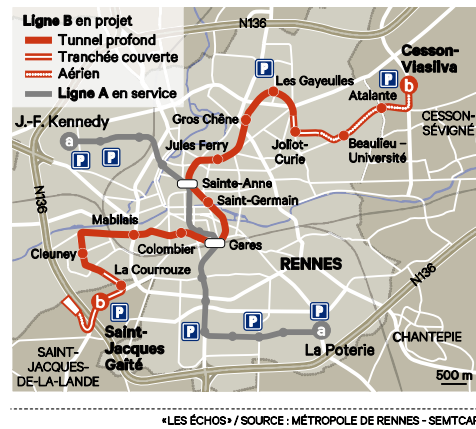 Ligne B en projet
Tunnel profond
Tranchée couverte
Aérien
Ligne A en service
N136
Cesson-
Viasilva
P
Les Gayeulles
P
b
Atalante
J.-F. Kennedy
Gros Chêne
CESSON-
SÉVIGNÉ
a
Jules Ferry
Joliot-
Curie
Beaulieu –
Université
P
P
Sainte-Anne
N136
Saint-Germain
Mabilais
Colombier
Gares
Cleuney
La Courrouze
RENNES
N136
b
P
Saint-
Jacques
Gaîté
P
P
P
a
La Poterie
CHANTEPIE
SAINT-
JACQUES-
DE-LA-LANDE
500 m
«LES ÉCHOS» / SOURCE : MÉTROPOLE DE RENNES - SEMTCAR